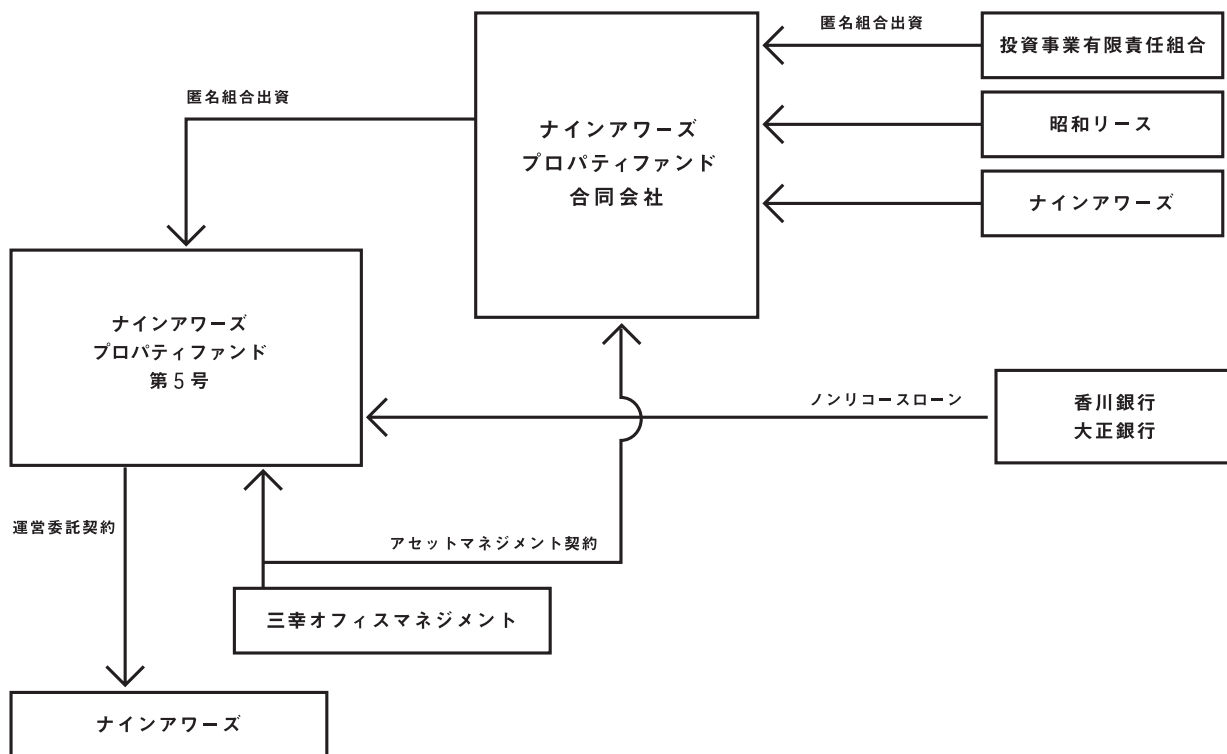 匿名組合出資
投資事業有限責任組合
匿名組合出資
昭和リース
ナインアワーズ
プロパティファンド
合同会社
ナインアワーズ
ナインアワーズ
プロパティファンド
第5号
ノンリコースローン
香川銀行
大正銀行
運営委託契約
アセットマネジメント契約
三幸オフィスマネジメント
ナインアワーズ